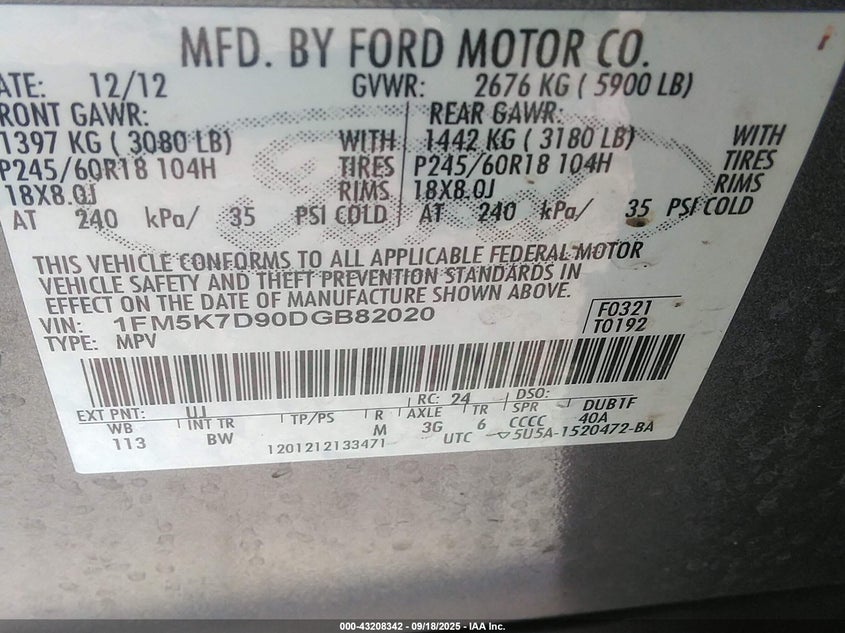 MFD. BY FORD MOTOR CO.
ATE: 12/12 GVWR: 2676 KG ( 5900 LB)
RONT GAWR: REAR GAWR:
1397 KG ( 3080 LB) WITH 1442 KG ( 3180 LB) WITH
P245/60R18 104H TIRES P245/60R18 104H TIRES
18X8.0J RIMS 18X8.0J RIMS
AT 240 kPa/ 35 PSI COLD AT 240 kPa/ 35 PSI COLD
THIS VEHICLE CONFORMS TO ALL APPLICABLE FEDERAL MOTOR
VEHICLE SAFETY AND THEFT PREVENTION STANDARDS IN
EFFECT ON THE DATE OF MANUFACTURE SHOWN ABOVE.
VIN: 1FM5K7D90DGB82020 F0321
TYPE: MPV T0192
EXT PNT: UJ RC: 24 DSO:
WB INT TR TP/PS R AXLE TR SPR DUBTF
113 BW M 3G 6 CCCC 40A
1201212133471 UTC 5U5A-1520472-BA
000-43208342 - 09/18/2025 - IAA Inc.